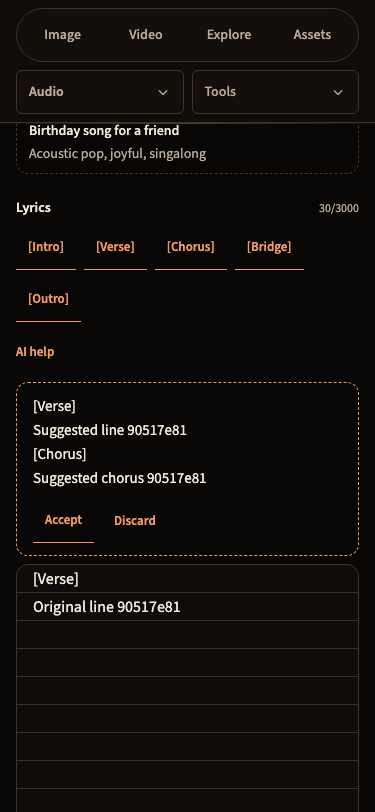 Image Video Explore Assets
Audio Tools
Birthday song for a friend
Acoustic pop, joyful, singalong
Lyrics 30/3000
[Intro] [Verse] [Chorus] [Bridge]
[Outro]
AI help
[Verse]
Suggested line 90517e81
[Chorus]
Suggested chorus 90517e81
Accept Discard
[Verse]
Original line 90517e81